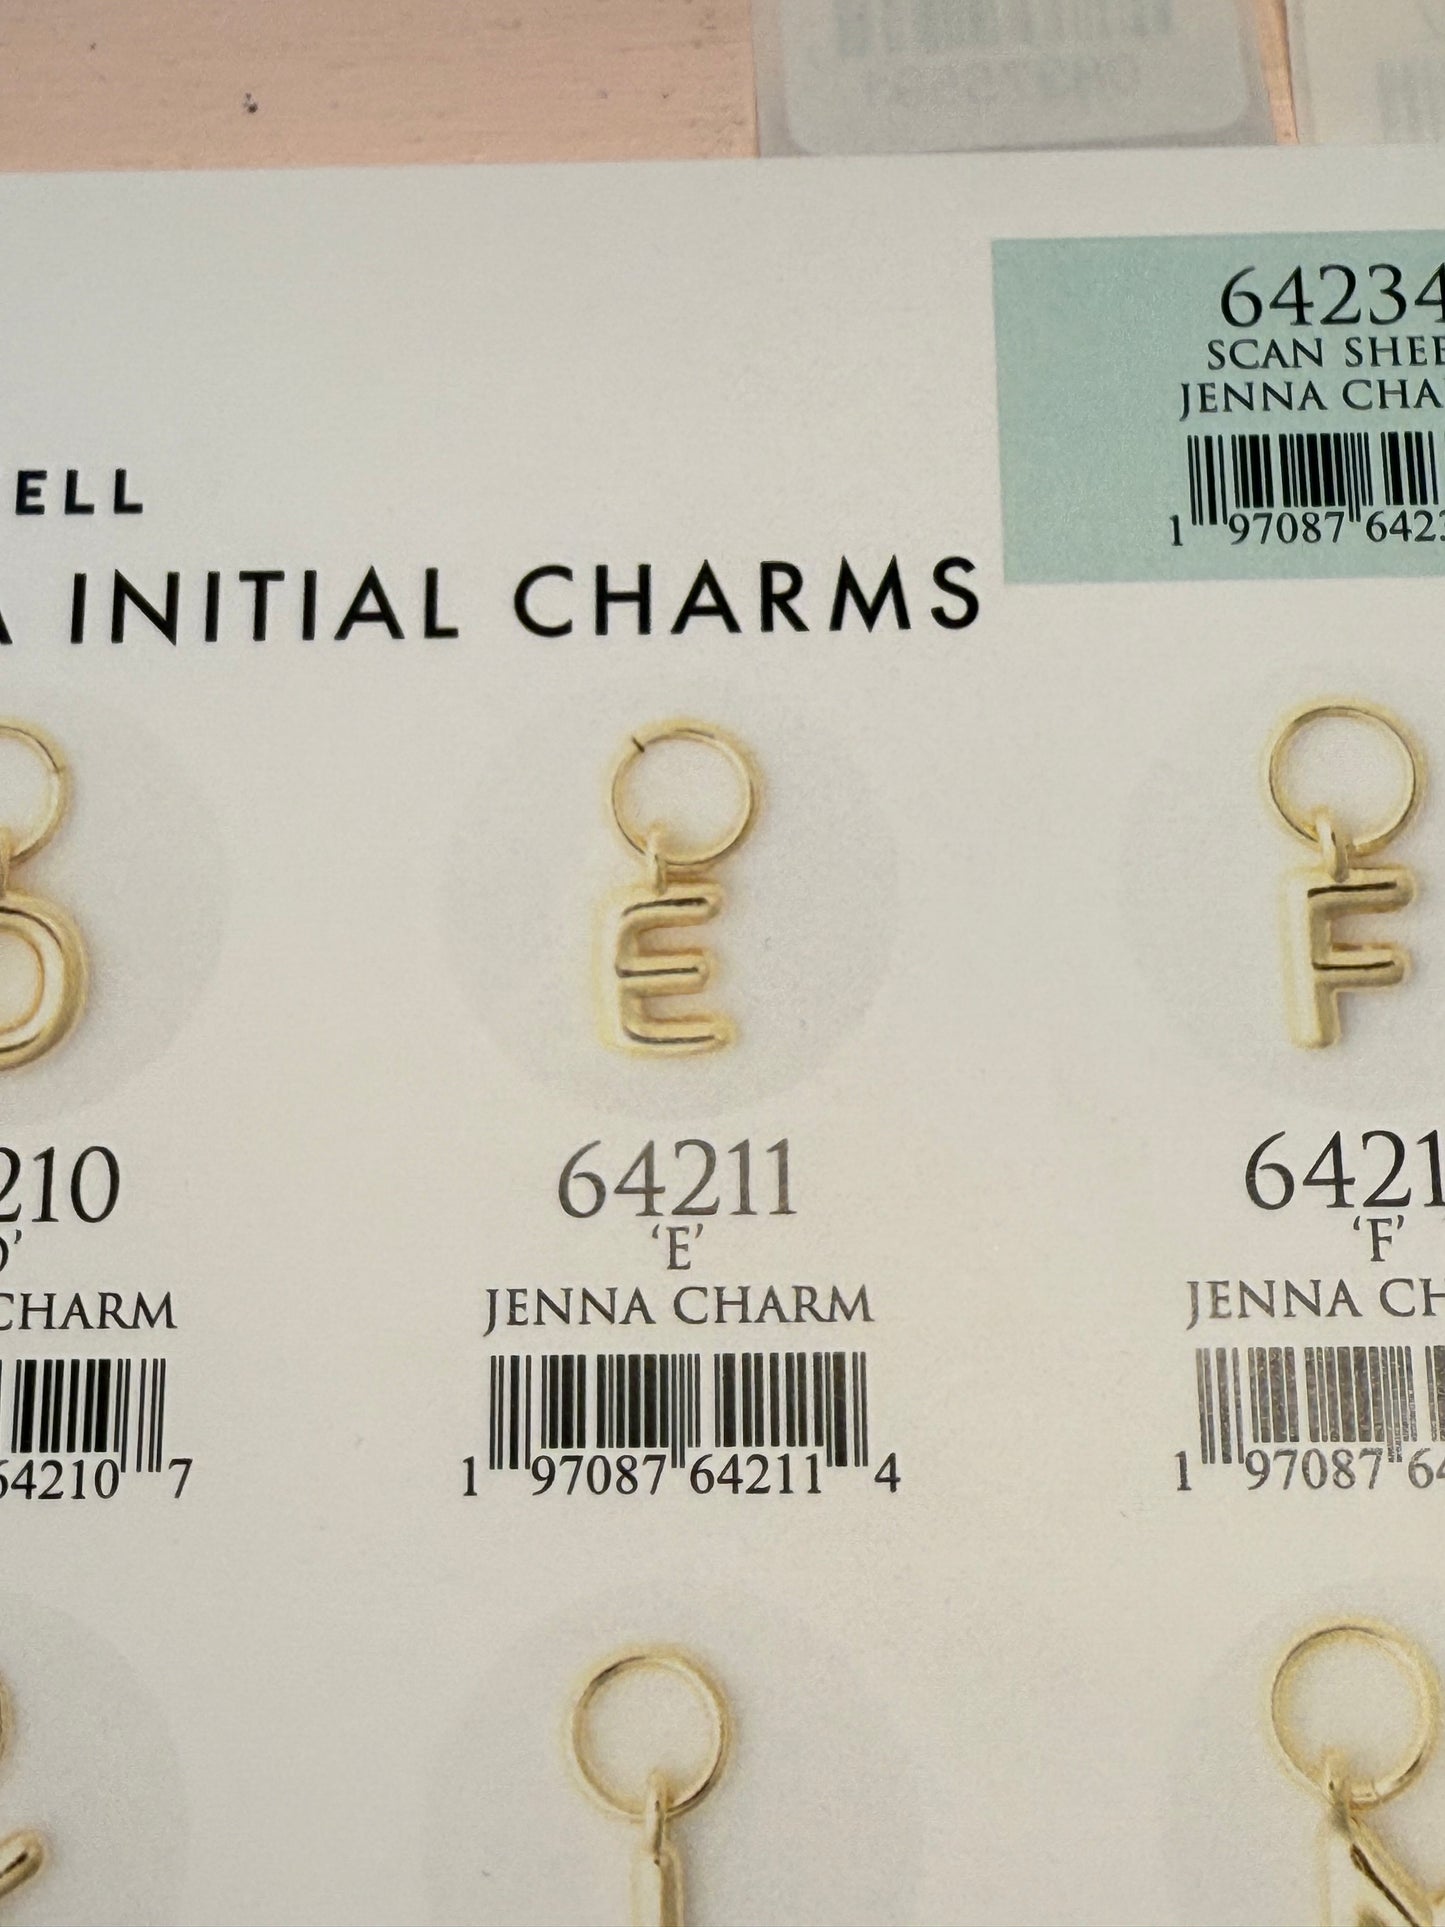 64234
SCAN SHEE
JENNA CHA
1 97087 642
ELL
A INITIAL CHARMS
210
64211
6421
'E'
'F'
CHARM
JENNA CHARM
JENNA CH
64210 7
1 97087 64211 4
1 97087 64